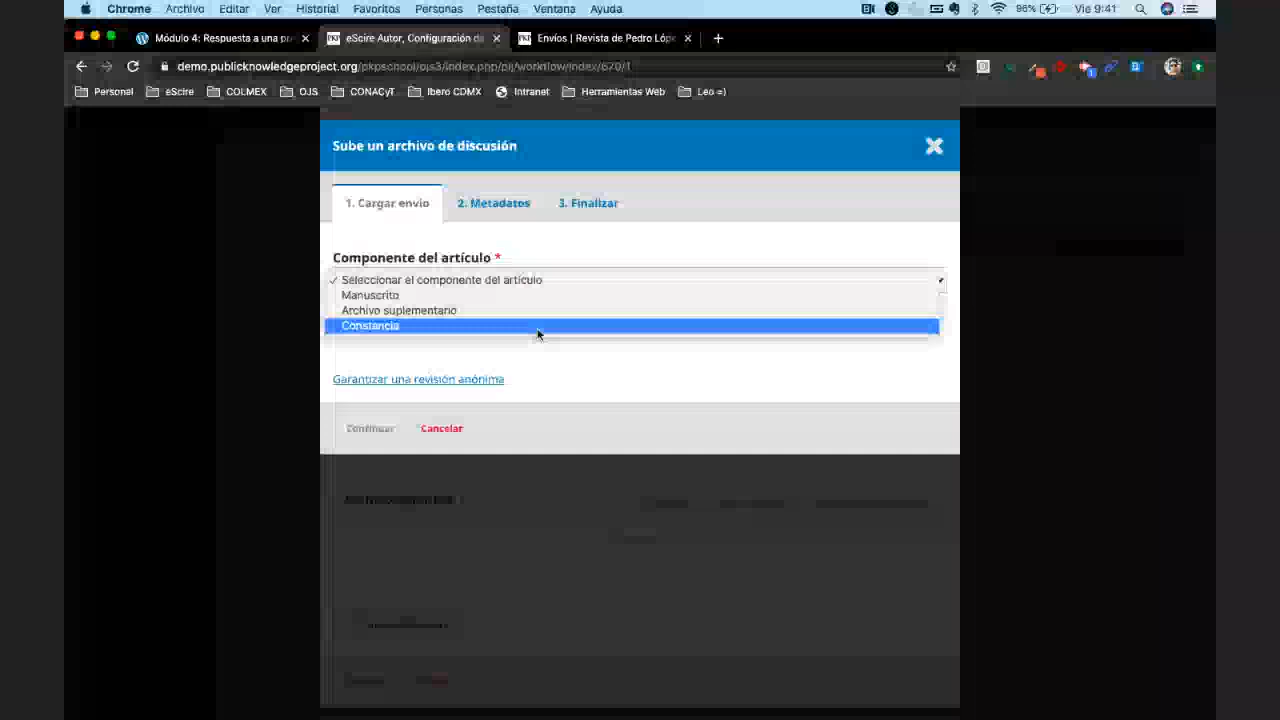 Chrome Archivo Editar Ver Historial Favoritos Personas Pestaña Ventana Ayuda 96% Vie 9:41
Módulo 4: Respuesta a una pr
eScire Autor, Configuración de
Envíos | Revista de Pedro Lópe
demo.publicknowledgeproject.org/pkpschool/ojs3/index.php/plj/workflow/index/620/1
Personal eScire COLMEX OJS CONACyT Ibero CDMX Intranet Herramientas Web Leo =)
Sube un archivo de discusión
1. Cargar envío 2. Metadatos 3. Finalizar
Componente del artículo *
✓ Seleccionar el componente del artículo
Manuscrito
Archivo suplementario
Constancia
Garantizar una revisión anónima
Continuar Cancelar